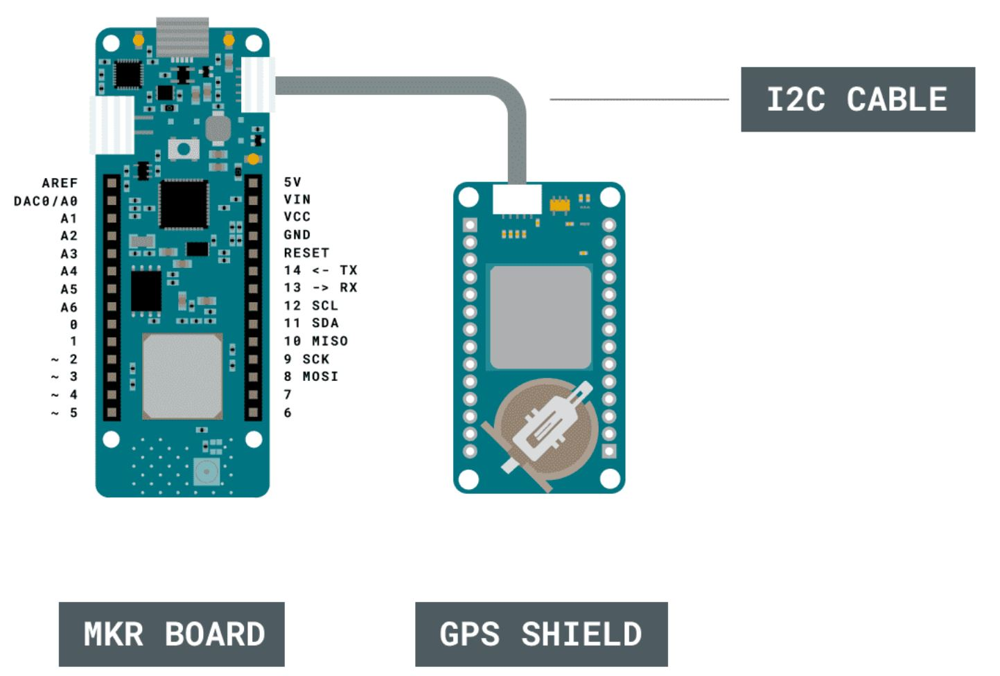 I2C CABLE
AREF
DAC0/A0
A1
A2
A3
A4
A5
A6
0
1
~ 2
~ 3
~ 4
~ 5
5V
VIN
VCC
GND
RESET
14 <- TX
13 -> RX
12 SCL
11 SDA
10 MISO
9 SCK
8 MOSI
7
6
MKR BOARD
GPS SHIELD